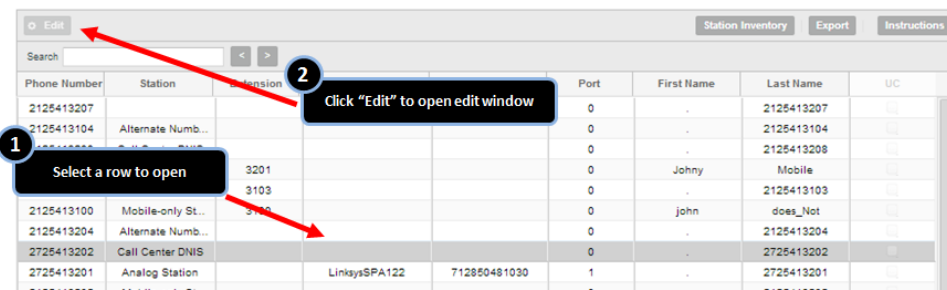 Edit
Station Inventory Export Instructions
Search < >
Phone Number Station Extension Port First Name Last Name UC
2
Click "Edit" to open edit window
2125413207 0 . 2125413207
2125413104 Alternate Numb... 0 . 2125413104
Call Center DNIS 0 . 2125413208
1
Select a row to open
3201 0 Johny Mobile
3103 0 . 2125413103
2125413100 Mobile-only St... 0 john does_Not
2125413204 Alternate Numb... 0 . 2125413204
2725413202 Call Center DNIS 0 . 2725413202
2725413201 Analog Station LinksysSPA122 712850481030 1 . 2725413201